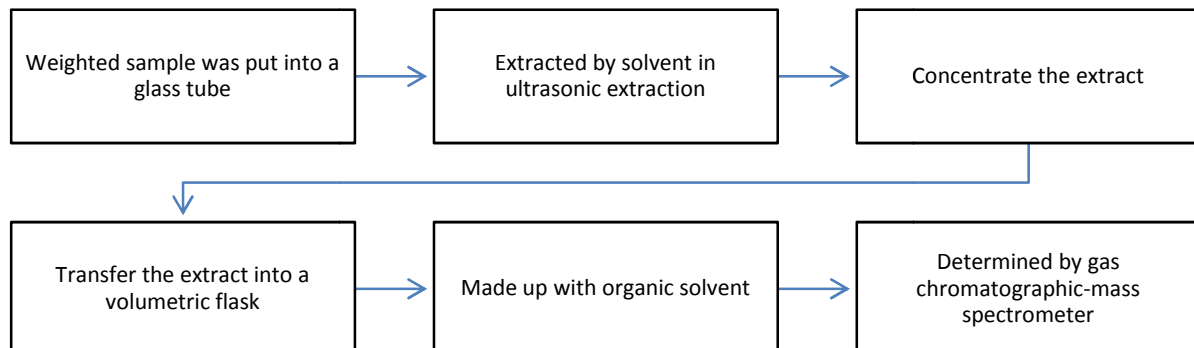 Weighted sample was put into a
glass tube
Extracted by solvent in
ultrasonic extraction
Concentrate the extract
Transfer the extract into a
volumetric flask
Made up with organic solvent
Determined by gas
chromatographic-mass
spectrometer